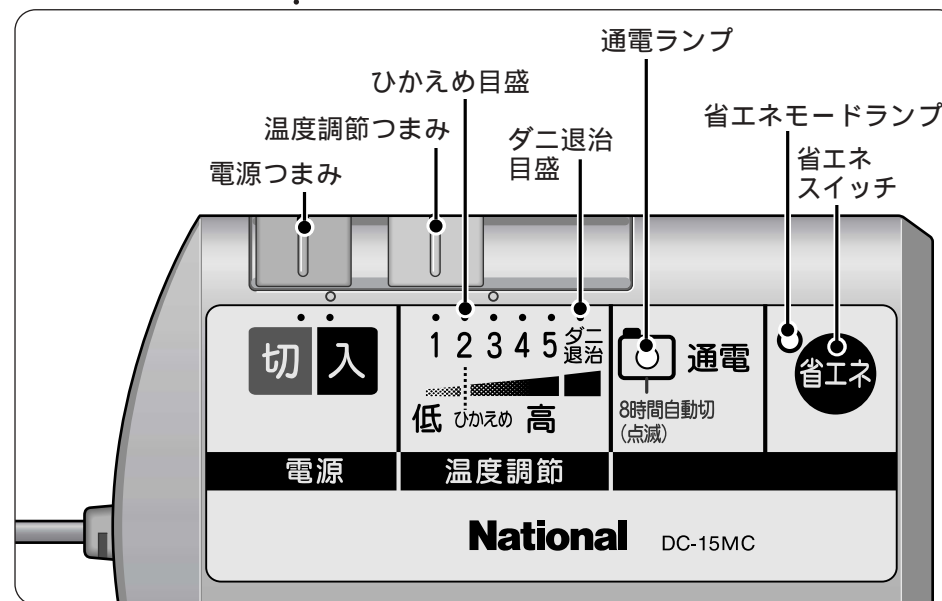 通電ランプ
ひかえめ目盛
省エネモードランプ
温度調節つまみ
ダニ退治
目盛
省エネ
スイッチ
電源つまみ
切 入
1 2 3 4 5 ダニ退治
低 ひかえめ 高
通電
8時間自動切
(点滅)
省エネ
電源
温度調節
National DC-15MC